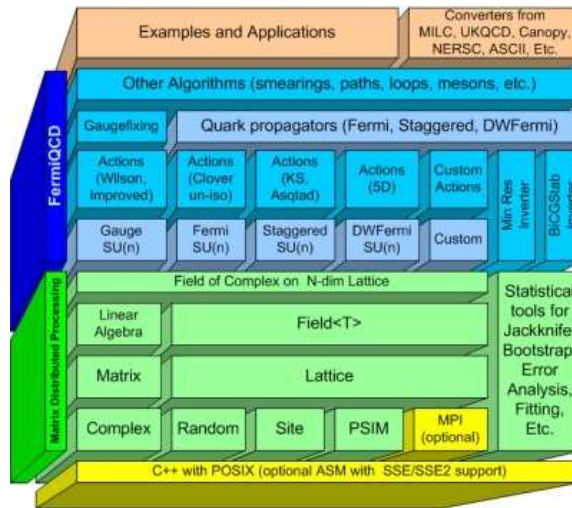 Examples and Applications
Converters from
MILC, UKQCD, Canopy,
NERSC, ASCII, Etc.
FermiQCD
Other Algorithms (smearings, paths, loops, mesons, etc.)
Gaugefixing
Quark propagators (Fermi, Staggered, DWFermi)
Actions
(Wilson,
Improved)
Actions
(Clover
un-iso)
Actions
(KS,
Asqtad)
Actions
(5D)
Custom
Actions
Min Res
Inverter
BiCGStab
Inverter
Gauge
SU(n)
Fermi
SU(n)
Staggered
SU(n)
DWFermi
SU(n)
Custom
Matrix Distributed Processing
Field of Complex on N-dim Lattice
Statistical
tools for
Jackknife,
Bootstrap,
Error
Analysis,
Fitting,
Etc.
Linear
Algebra
Field<T>
Matrix
Lattice
Complex
Random
Site
PSIM
MPI
(optional)
C++ with POSIX (optional ASM with SSE/SSE2 support)